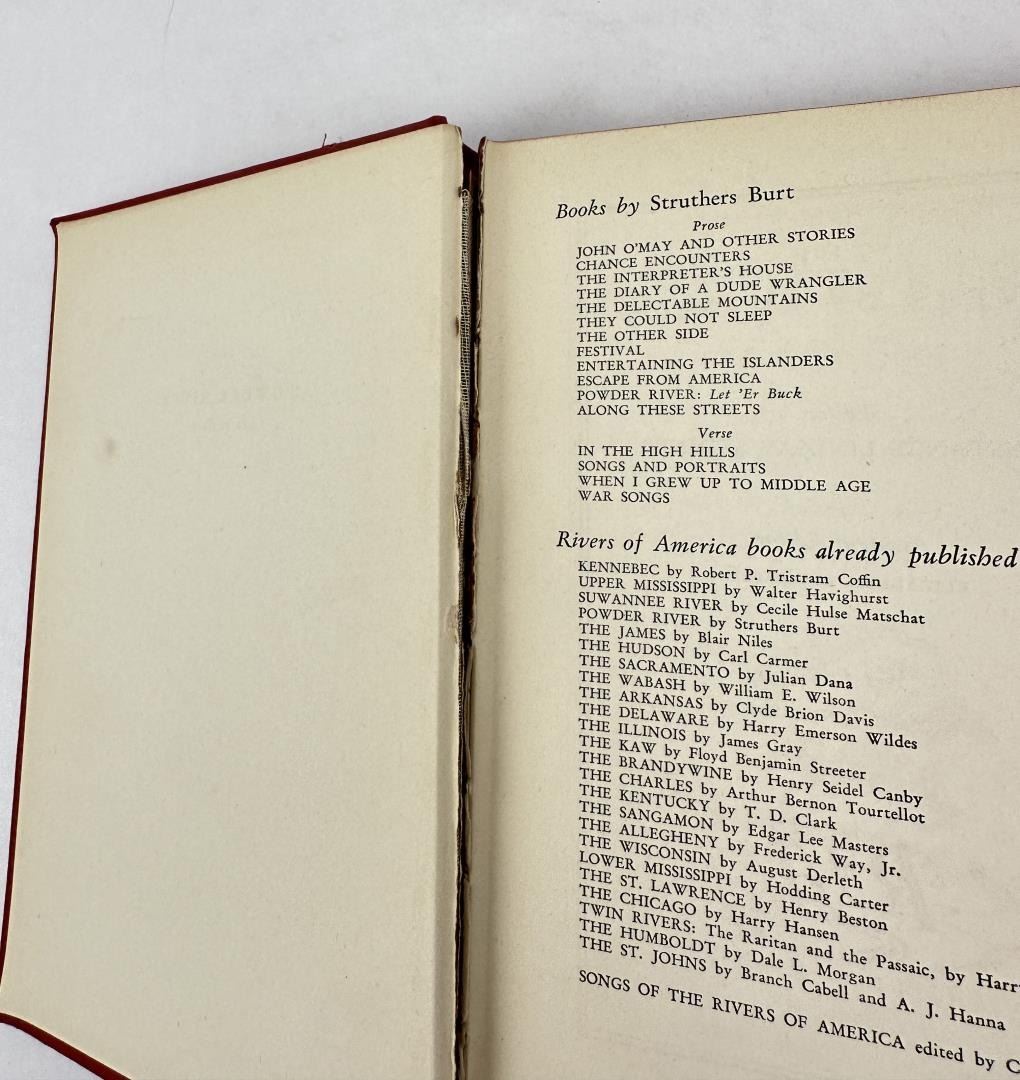 Books by Struthers Burt
Prose
JOHN O'MAY AND OTHER STORIES
CHANCE ENCOUNTERS
THE INTERPRETER'S HOUSE
THE DIARY OF A DUDE WRANGLER
THE DELECTABLE MOUNTAINS
THEY COULD NOT SLEEP
THE OTHER SIDE
FESTIVAL
ENTERTAINING THE ISLANDERS
ESCAPE FROM AMERICA
POWDER RIVER: Let 'Er Buck
ALONG THESE STREETS
Verse
IN THE HIGH HILLS
SONGS AND PORTRAITS
WHEN I GREW UP TO MIDDLE AGE
WAR SONGS
Rivers of America books already published
KENNEBEC by Robert P. Tristram Coffin
UPPER MISSISSIPPI by Walter Havighurst
SUWANNEE RIVER by Cecile Hulse Matschat
POWDER RIVER by Struthers Burt
THE JAMES by Blair Niles
THE HUDSON by Carl Carmer
THE SACRAMENTO by Julian Dana
THE WABASH by William E. Wilson
THE ARKANSAS by Clyde Brion Davis
THE DELAWARE by Harry Emerson Wildes
THE ILLINOIS by James Gray
THE KAW by Floyd Benjamin Streeter
THE BRANDYWINE by Henry Seidel Canby
THE CHARLES by Arthur Bernon Tourtellot
THE KENTUCKY by T. D. Clark
THE SANGAMON by Edgar Lee Masters
THE ALLEGHENY by Frederick Way, Jr.
THE WISCONSIN by August Derleth
LOWER MISSISSIPPI by Hodding Carter
THE ST. LAWRENCE by Henry Beston
THE CHICAGO by Harry Hansen
TWIN RIVERS: The Raritan and the Passaic, by Harr
THE HUMBOLDT by Dale L. Morgan
THE ST. JOHNS by Branch Cabell and A. J. Hanna
SONGS OF THE RIVERS OF AMERICA edited by C